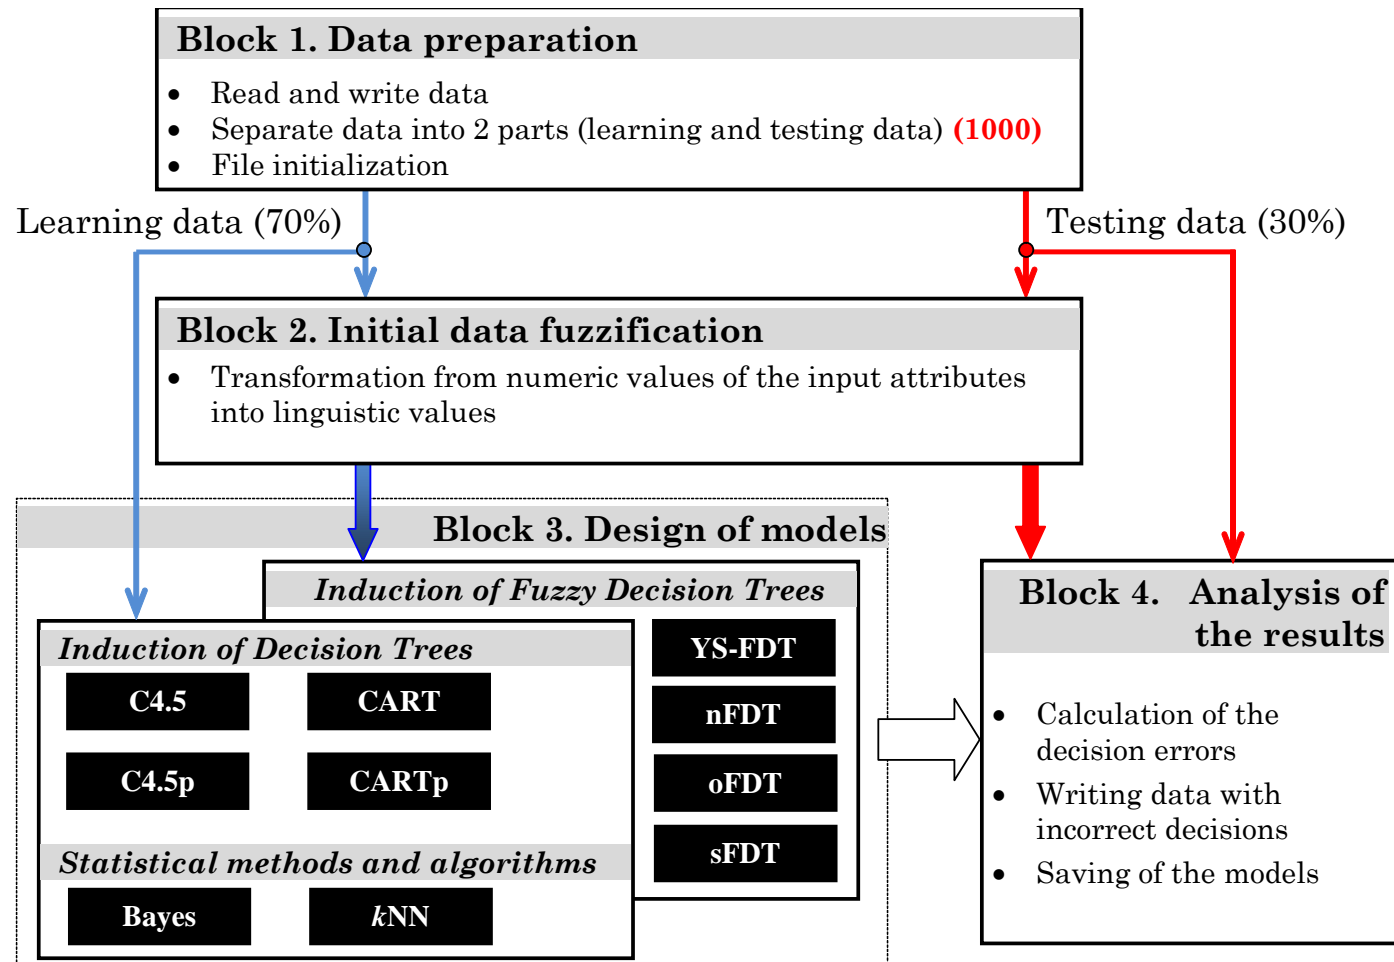 Block 1. Data preparation
• Read and write data
• Separate data into 2 parts (learning and testing data) (1000)
• File initialization
Learning data (70%)
Testing data (30%)
Block 2. Initial data fuzzification
• Transformation from numeric values of the input attributes
into linguistic values
Block 3. Design of models
Induction of Fuzzy Decision Trees
YS-FDT
nFDT
oFDT
sFDT
Induction of Decision Trees
C4.5
CART
C4.5p
CARTp
Statistical methods and algorithms
Bayes
kNN
Block 4. Analysis of
the results
• Calculation of the
decision errors
• Writing data with
incorrect decisions
• Saving of the models